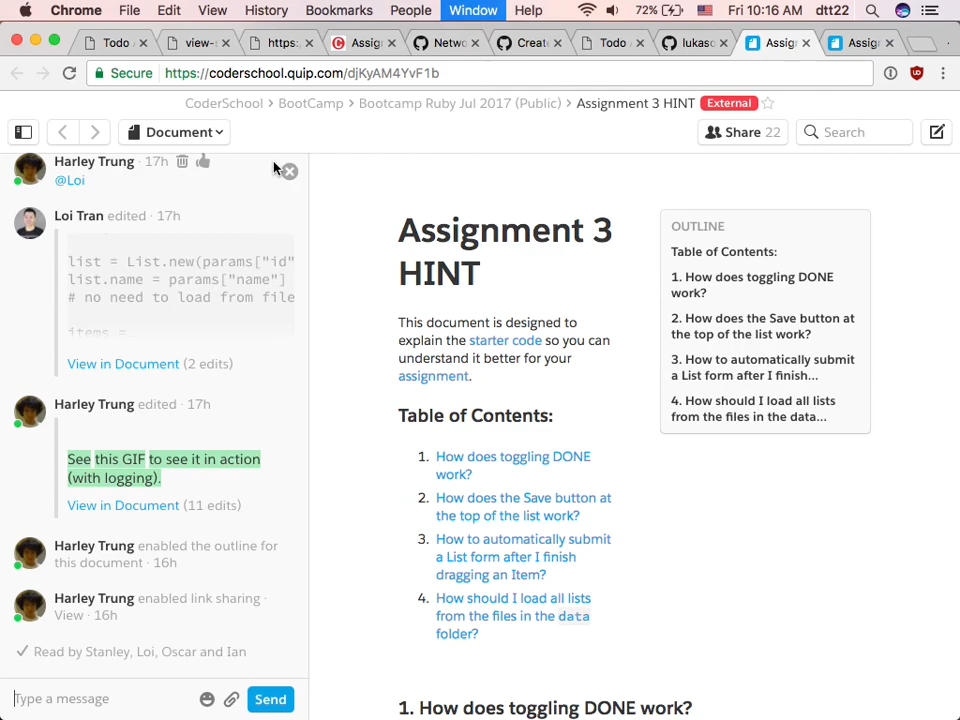 Chrome File Edit View History Bookmarks People Window Help 72% Fri 10:16 AM dtt22
Todo view-s https: Assig Netwo Create Todo lukaso Assig Assig
Secure https://coderschool.quip.com/djKyAM4YvF1b
CoderSchool > BootCamp > Bootcamp Ruby Jul 2017 (Public) > Assignment 3 HINT External
Document Share 22 Search
Harley Trung · 17h
@Loi
Loi Tran edited · 17h
list = List.new(params["id"
list.name = params["name"]
# no need to load from file
items =
View in Document (2 edits)
Harley Trung edited · 17h
See this GIF to see it in action
(with logging).
View in Document (11 edits)
Harley Trung enabled the outline for
this document · 16h
Harley Trung enabled link sharing ·
View · 16h
Read by Stanley, Loi, Oscar and Ian
Type a message Send
Assignment 3
HINT
This document is designed to
explain the starter code so you can
understand it better for your
assignment.
Table of Contents:
1. How does toggling DONE
work?
2. How does the Save button at
the top of the list work?
3. How to automatically submit
a List form after I finish
dragging an Item?
4. How should I load all lists
from the files in the data
folder?
1. How does toggling DONE work?
OUTLINE
Table of Contents:
1. How does toggling DONE
work?
2. How does the Save button at
the top of the list work?
3. How to automatically submit
a List form after I finish...
4. How should I load all lists
from the files in the data...